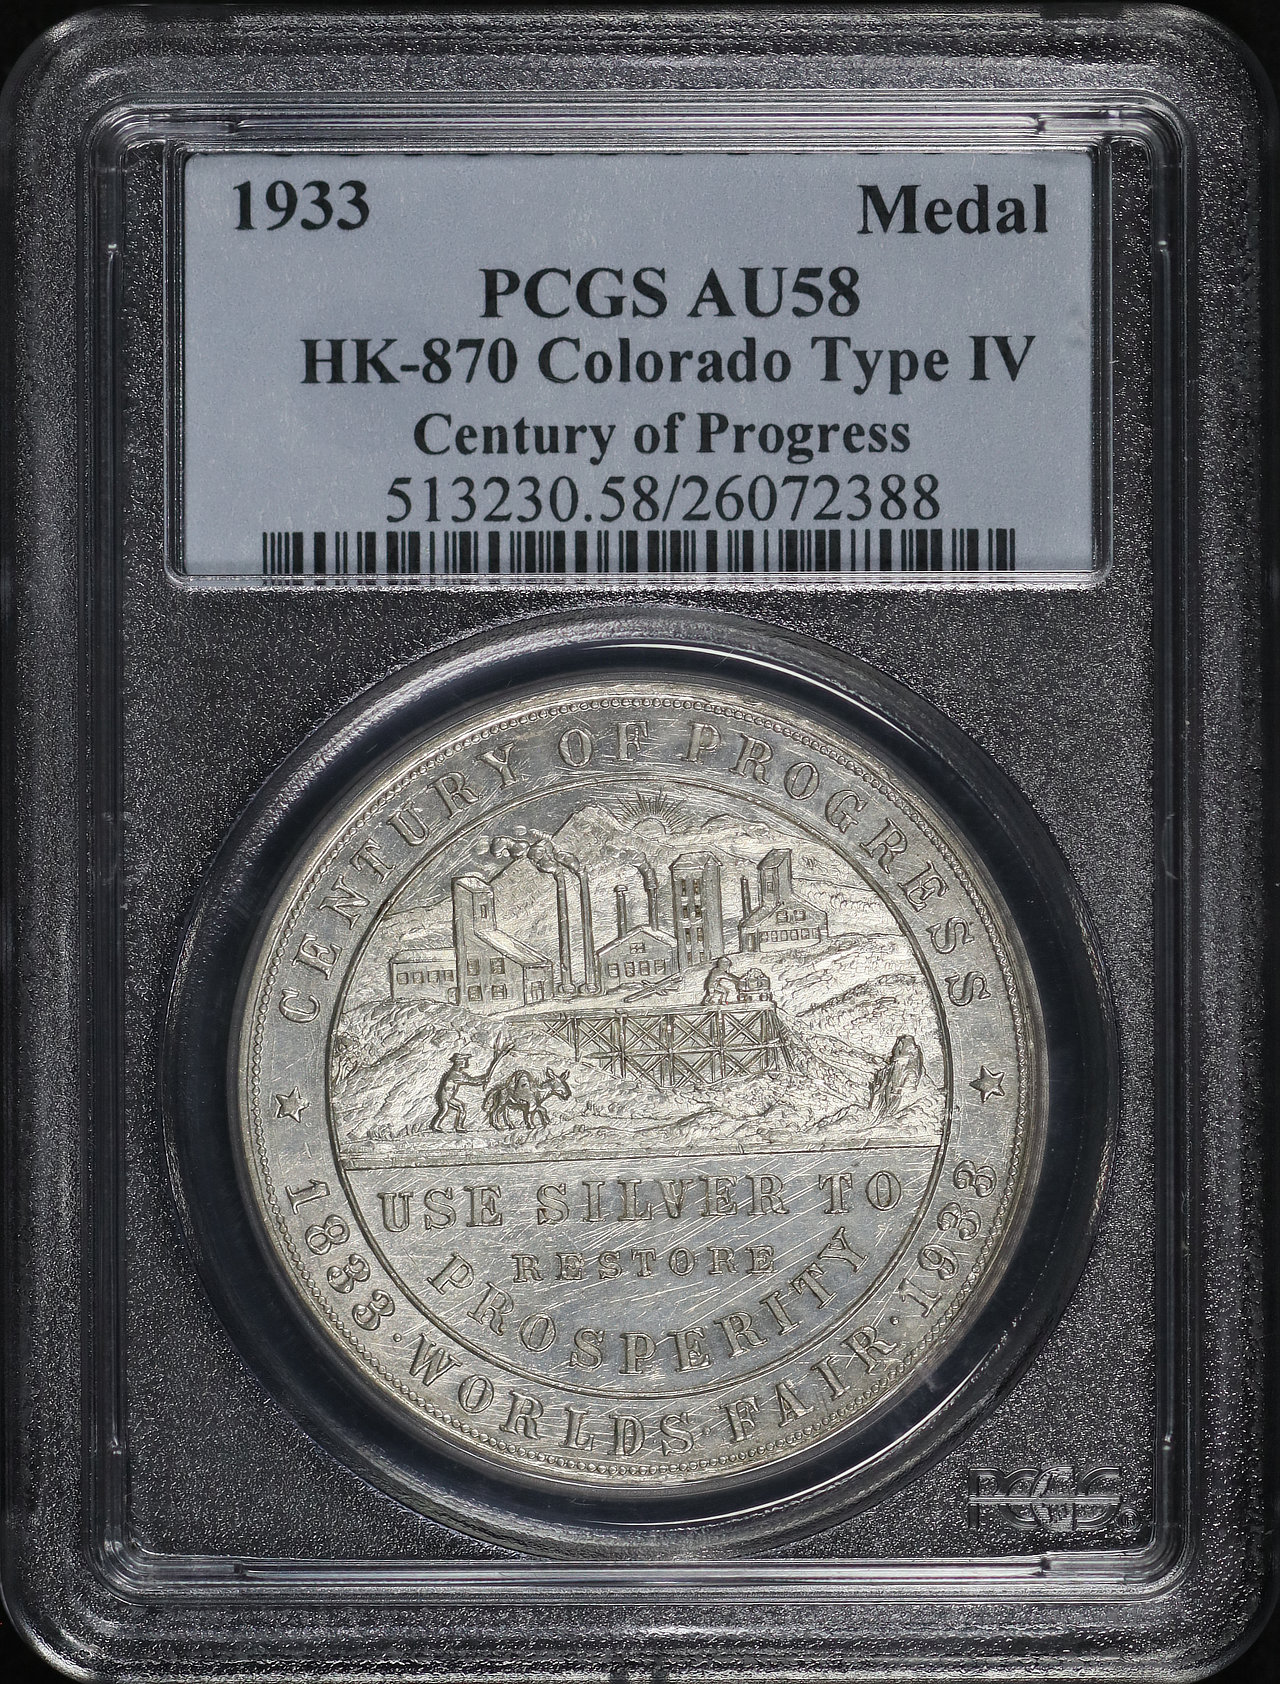 1933 Medal
PCGS AU58
HK-870 Colorado Type IV
Century of Progress
513230.58/26072388
CENTURY OF PROGRESS
USE SILVER TO
RESTORE
PROSPERITY
1833 · WORLDS · FAIR · 1933
PCGS